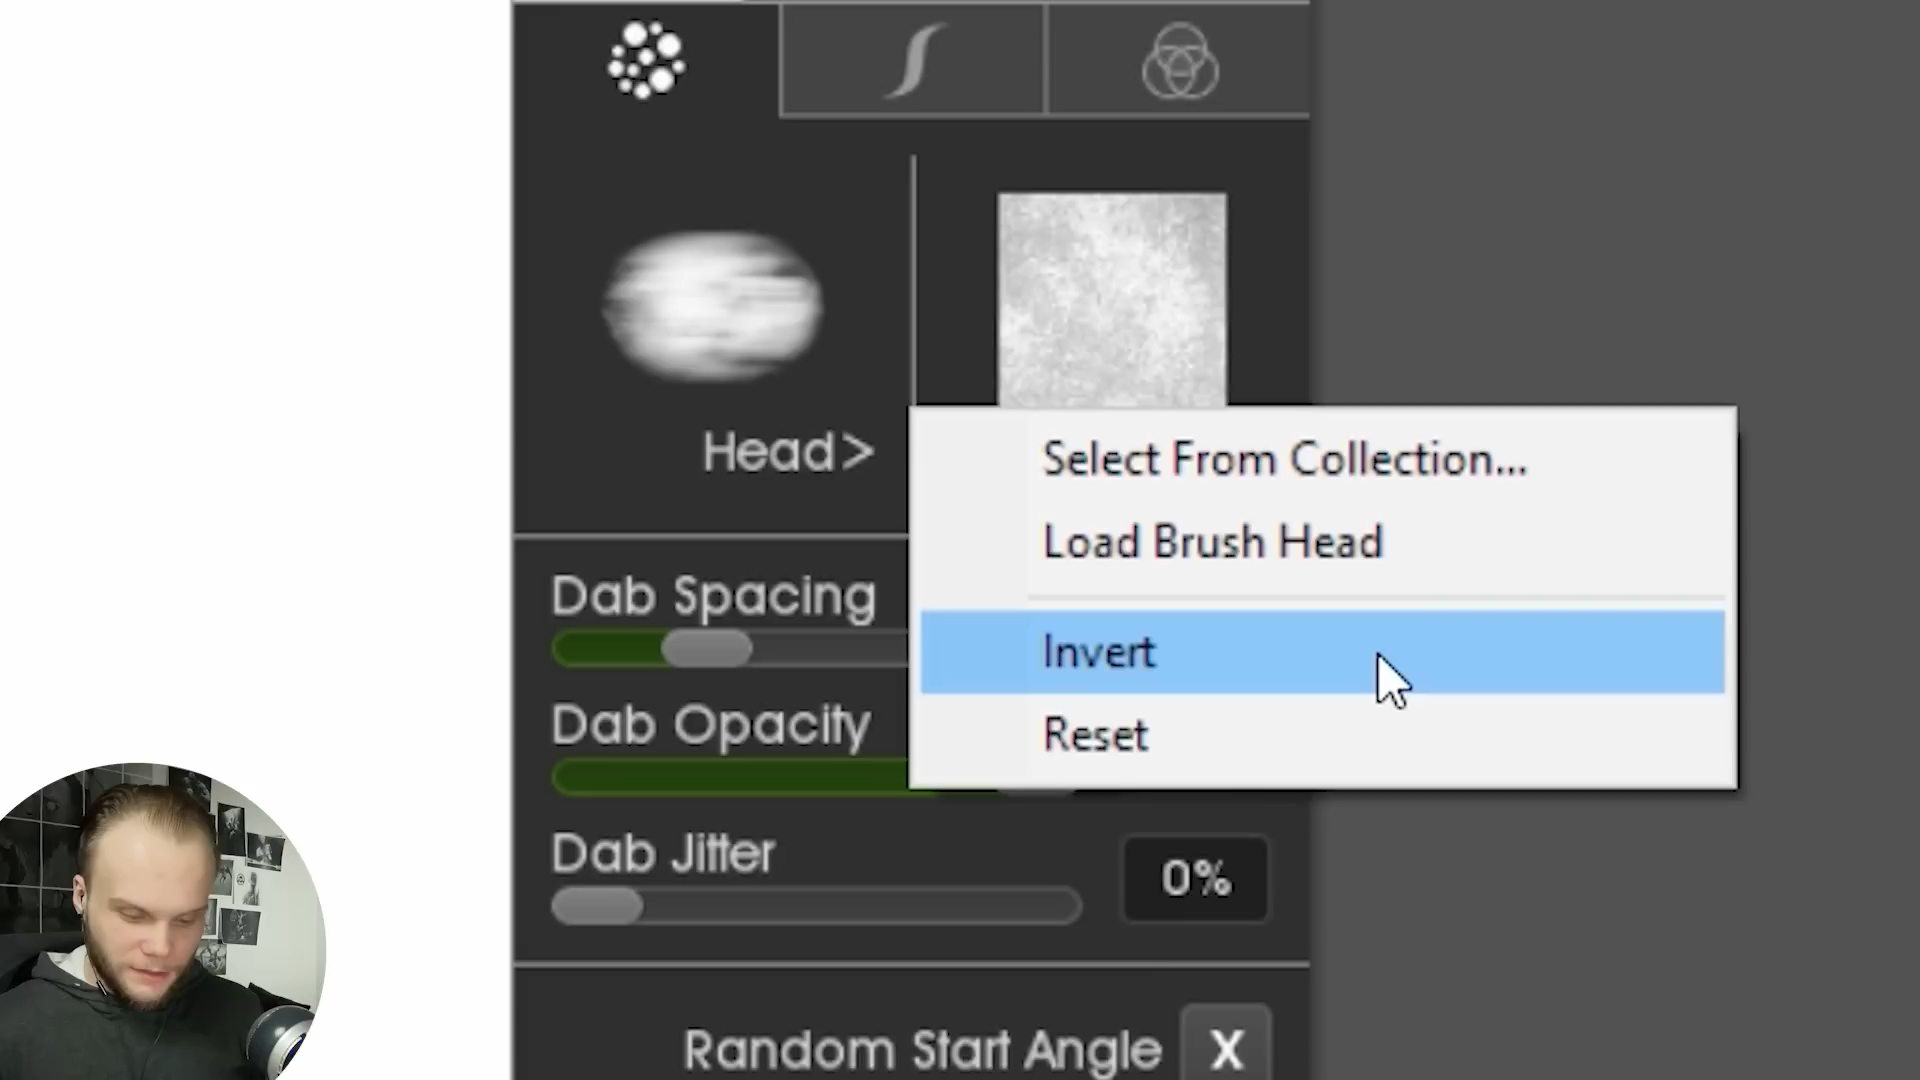 Head>
Select From Collection...
Load Brush Head
Invert
Reset
Dab Spacing
Dab Opacity
Dab Jitter
0%
Random Start Angle
X